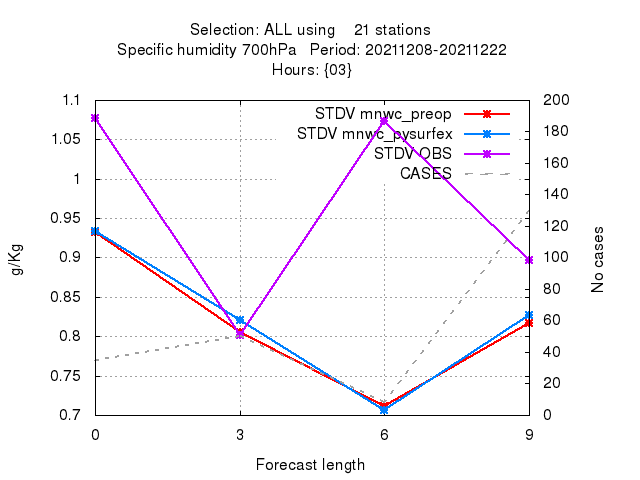 Selection: ALL using    21 stations
Specific humidity 700hPa   Period: 20211208-20211222
Hours: {03}
STDV mnwc_preop
STDV mnwc_pysurfex
STDV OBS
CASES
1.1
1.05
1
0.95
0.9
0.85
0.8
0.75
0.7
g/Kg
200
180
160
140
120
100
80
60
40
20
0
No cases
0 3 6 9
Forecast length